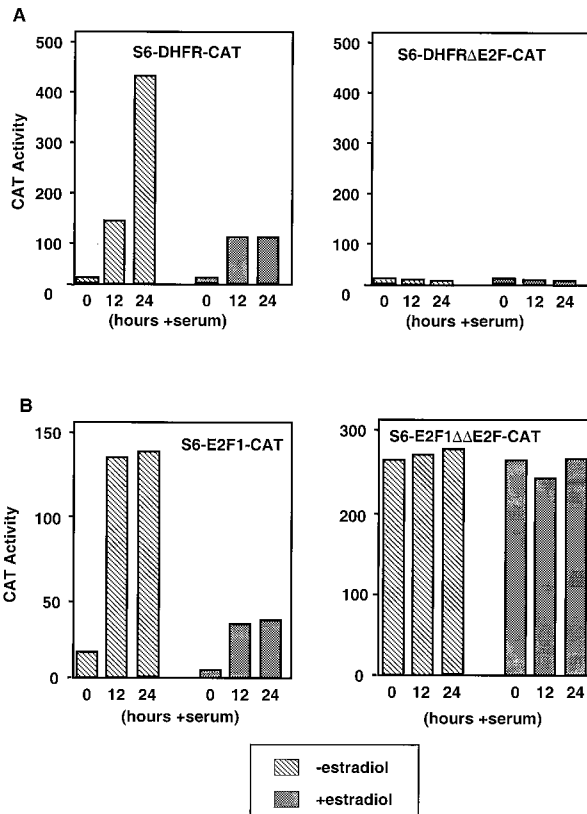 A
S6-DHFR-CAT
500
400
300
200
100
0
CAT Activity
0 12 24 0 12 24
(hours +serum)
S6-DHFRΔE2F-CAT
500
400
300
200
100
0
0 12 24 0 12 24
(hours +serum)
B
S6-E2F1-CAT
150
100
50
0
CAT Activity
0 12 24 0 12 24
(hours +serum)
S6-E2F1ΔΔE2F-CAT
300
200
100
0
0 12 24 0 12 24
(hours +serum)
-estradiol
+estradiol